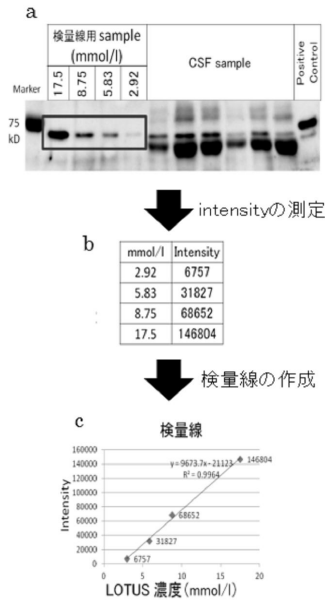 a
検量線用 sample
(mmol/l)
CSF sample
Positive
Control
Marker
17.5
8.75
5.83
2.92
75
kD
intensityの測定
b
mmol/l Intensity
2.92 6757
5.83 31827
8.75 68652
17.5 146804
検量線の作成
c
検量線
160000
140000
120000
100000
80000
60000
40000
20000
0
Intensity
y=9673.7x-21123
R²=0.9964
146804
68652
31827
6757
0 5 10 15 20
LOTUS 濃度(mmol/l)